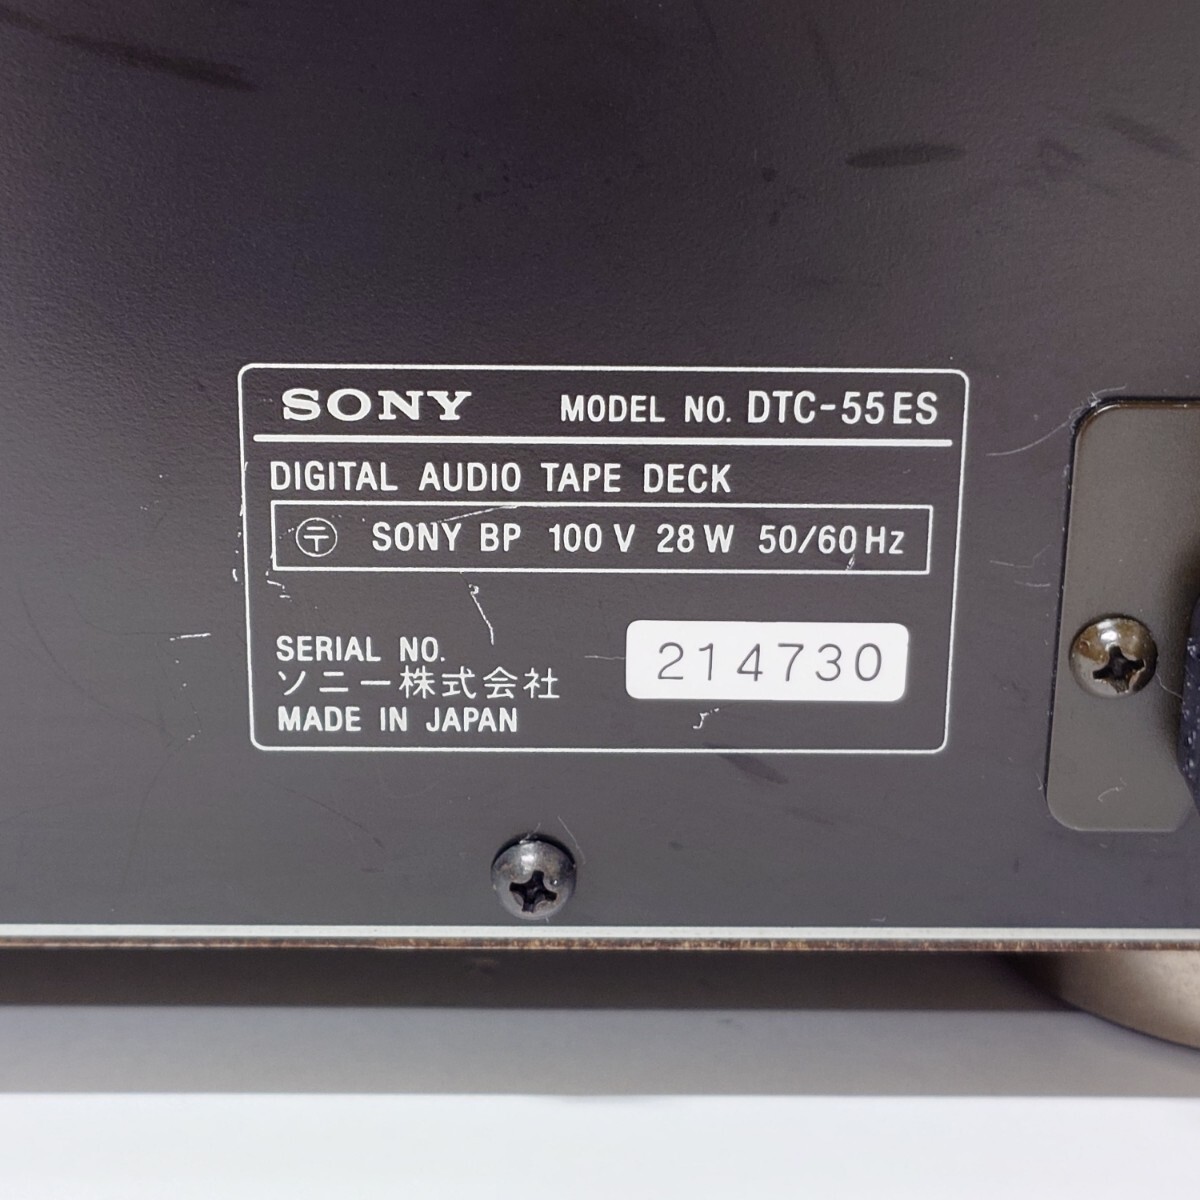 SONY MODEL NO. DTC-55ES
DIGITAL AUDIO TAPE DECK
〒 SONY BP 100V 28W 50/60Hz
SERIAL NO. 214730
ソニー株式会社
MADE IN JAPAN